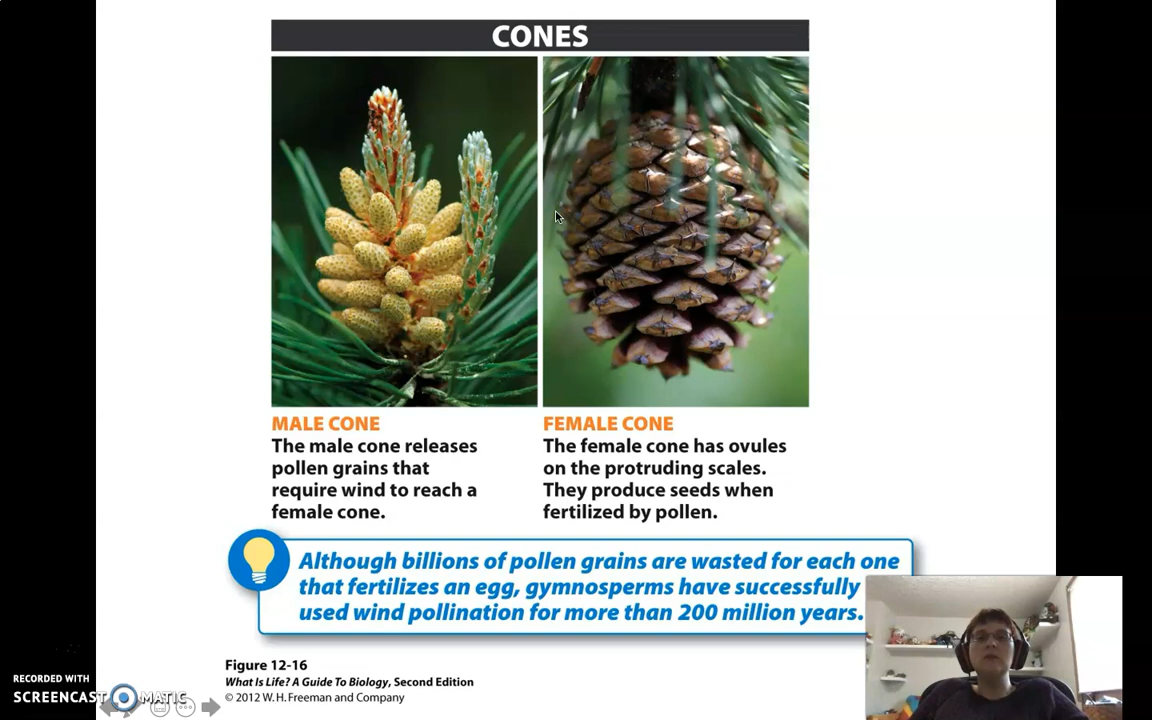 CONES
MALE CONE
The male cone releases
pollen grains that
require wind to reach a
female cone.
FEMALE CONE
The female cone has ovules
on the protruding scales.
They produce seeds when
fertilized by pollen.
Although billions of pollen grains are wasted for each one
that fertilizes an egg, gymnosperms have successfully
used wind pollination for more than 200 million years.
Figure 12-16
What Is Life? A Guide To Biology, Second Edition
© 2012 W. H. Freeman and Company
RECORDED WITH
SCREENCAST MATIC